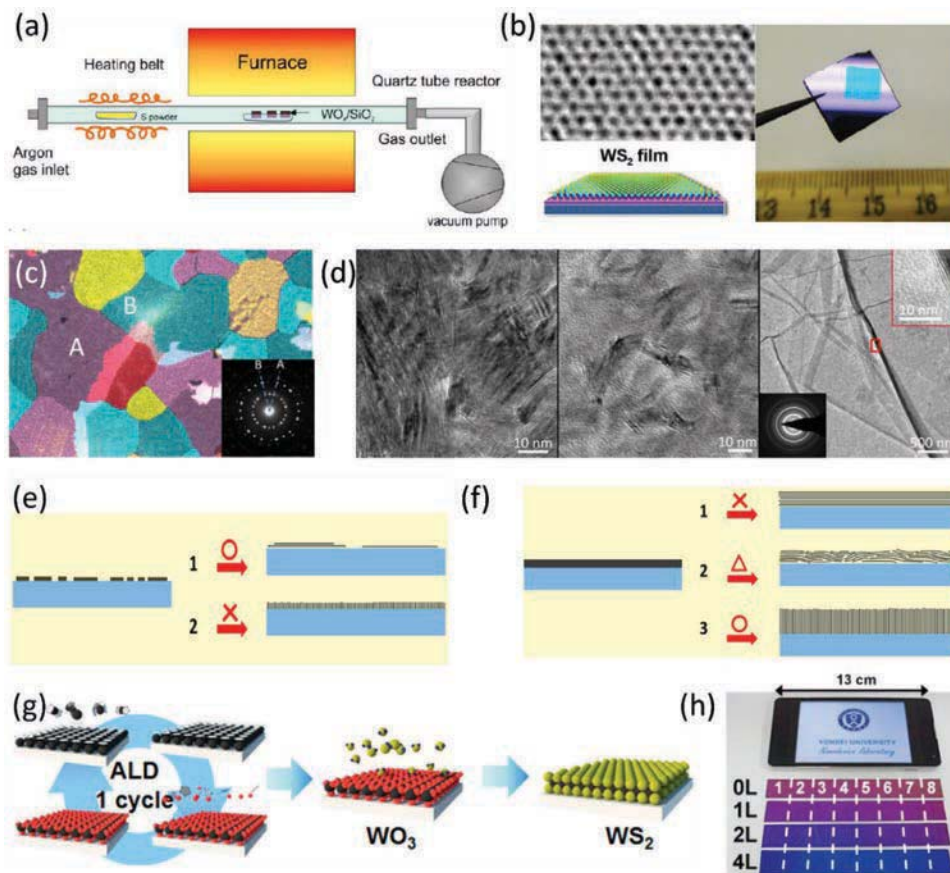 (a)
Heating belt
Furnace
Quartz tube reactor
S powder
WO₃/SiO₂
Argon
gas inlet
Gas outlet
vacuum pump
(b)
WS₂ film
13 14 15 16
(c)
B
A
B A
(d)
10 nm
10 nm
10 nm
500 nm
(e)
1
2
(f)
1
2
3
(g)
ALD
1 cycle
WO₃
WS₂
(h)
13 cm
YONSEI UNIVERSITY
0L 1 2 3 4 5 6 7 8
1L
2L
4L